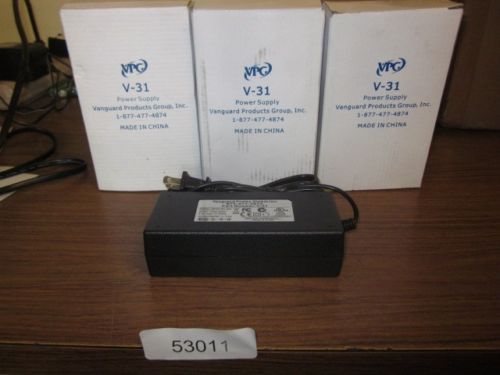 VPG
V-31
Power Supply
Vanguard Products Group, Inc.
1-877-477-4874
MADE IN CHINA
VPG
V-31
Power Supply
Vanguard Products Group, Inc.
1-877-477-4874
MADE IN CHINA
VPG
V-31
Power Supply
Vanguard Products Group, Inc.
1-877-477-4874
MADE IN CHINA
53011